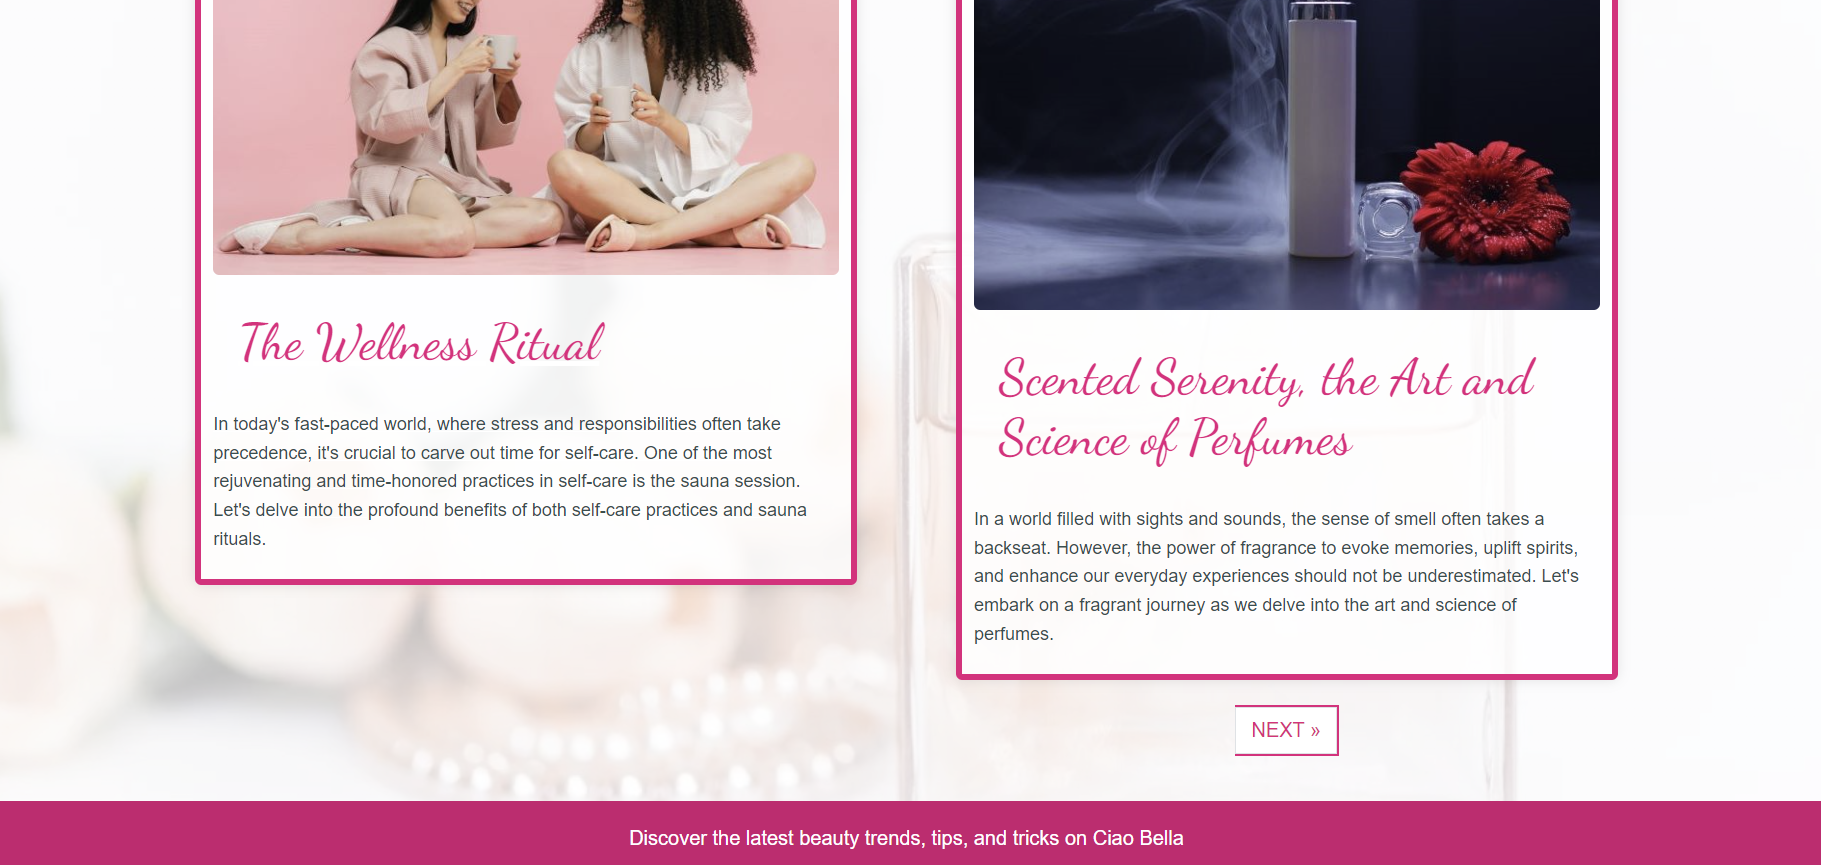 The Wellness Ritual
In today's fast-paced world, where stress and responsibilities often take
precedence, it's crucial to carve out time for self-care. One of the most
rejuvenating and time-honored practices in self-care is the sauna session.
Let's delve into the profound benefits of both self-care practices and sauna
rituals.
Scented Serenity, the Art and
Science of Perfumes
In a world filled with sights and sounds, the sense of smell often takes a
backseat. However, the power of fragrance to evoke memories, uplift spirits,
and enhance our everyday experiences should not be underestimated. Let's
embark on a fragrant journey as we delve into the art and science of
perfumes.
NEXT »
Discover the latest beauty trends, tips, and tricks on Ciao Bella